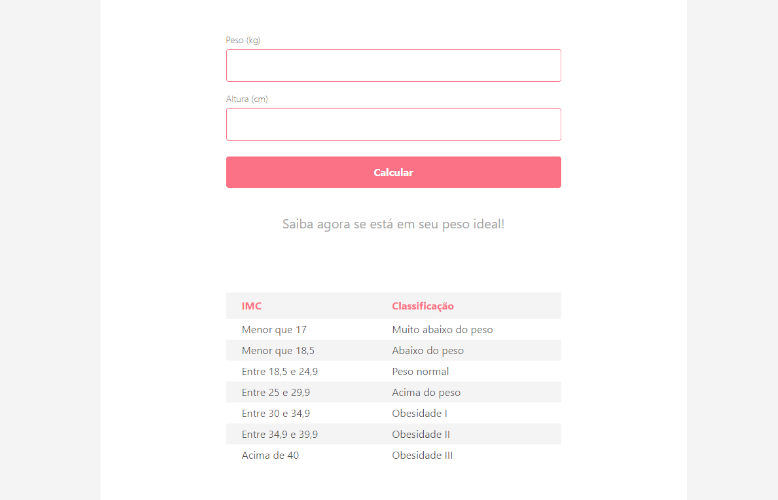 Peso (kg)
Altura (cm)
Calcular
Saiba agora se está em seu peso ideal!
IMC Classificação
Menor que 17 Muito abaixo do peso
Menor que 18,5 Abaixo do peso
Entre 18,5 e 24,9 Peso normal
Entre 25 e 29,9 Acima do peso
Entre 30 e 34,9 Obesidade I
Entre 34,9 e 39,9 Obesidade II
Acima de 40 Obesidade III